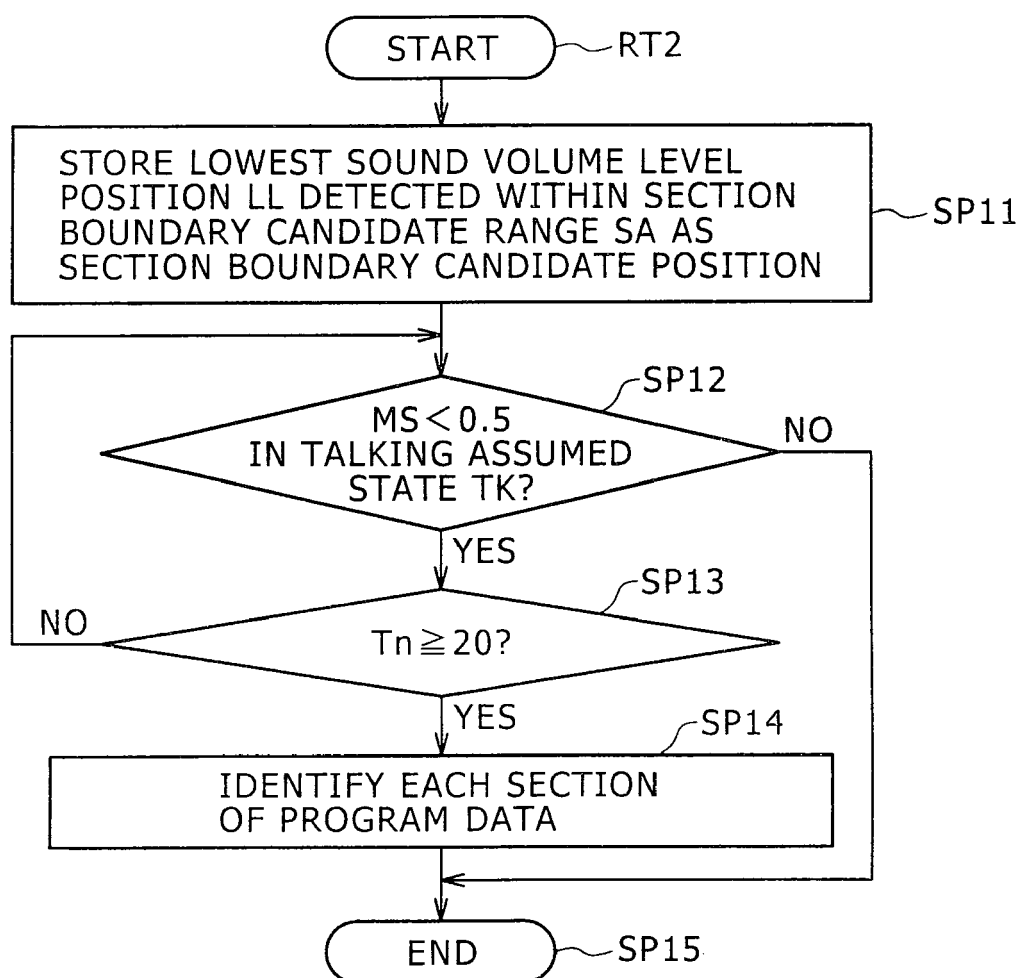 START
RT2
STORE LOWEST SOUND VOLUME LEVEL
POSITION LL DETECTED WITHIN SECTION
BOUNDARY CANDIDATE RANGE SA AS
SECTION BOUNDARY CANDIDATE POSITION
SP11
SP12
MS<0.5
IN TALKING ASSUMED
STATE TK?
NO
YES
SP13
NO
Tn≧20?
YES
SP14
IDENTIFY EACH SECTION
OF PROGRAM DATA
END
SP15